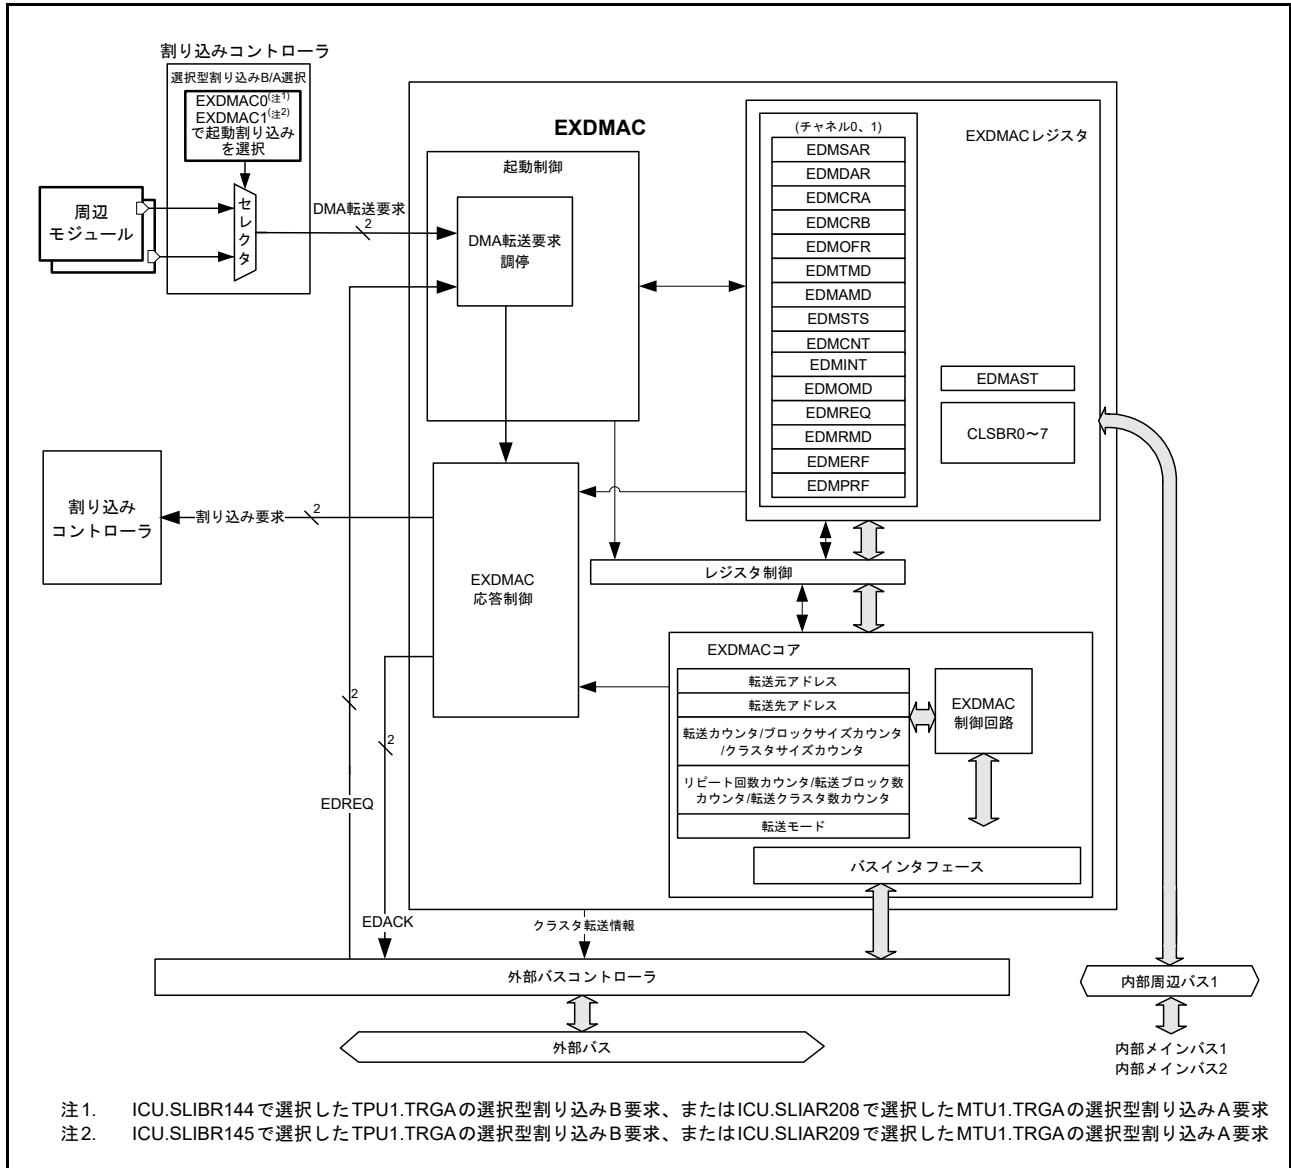 割り込みコントローラ
選択型割り込みB/A選択
EXDMAC0(注1)
EXDMAC1(注2)
で起動割り込み
を選択
周辺
モジュール
セレクタ
DMA転送要求
2
EXDMAC
起動制御
DMA転送要求
調停
EXDMACレジスタ
(チャネル0、1)
EDMSAR
EDMDAR
EDMCRA
EDMCRB
EDMOFR
EDMTMD
EDMAMD
EDMSTS
EDMCNT
EDMINT
EDMOMD
EDMREQ
EDMRMD
EDMERF
EDMPRF
EDMAST
CLSBR0～7
割り込み
コントローラ
割り込み要求
2
EXDMAC
応答制御
レジスタ制御
EXDMACコア
転送元アドレス
転送先アドレス
転送カウンタ/ブロックサイズカウンタ
/クラスタサイズカウンタ
リピート回数カウンタ/転送ブロック数
カウンタ/転送クラスタ数カウンタ
転送モード
EXDMAC
制御回路
バスインタフェース
2
2
EDREQ
EDACK
クラスタ転送情報
外部バスコントローラ
外部バス
内部周辺バス1
内部メインバス1
内部メインバス2
注1. ICU.SLIBR144で選択したTPU1.TRGAの選択型割り込みB要求、またはICU.SLIAR208で選択したMTU1.TRGAの選択型割り込みA要求
注2. ICU.SLIBR145で選択したTPU1.TRGAの選択型割り込みB要求、またはICU.SLIAR209で選択したMTU1.TRGAの選択型割り込みA要求